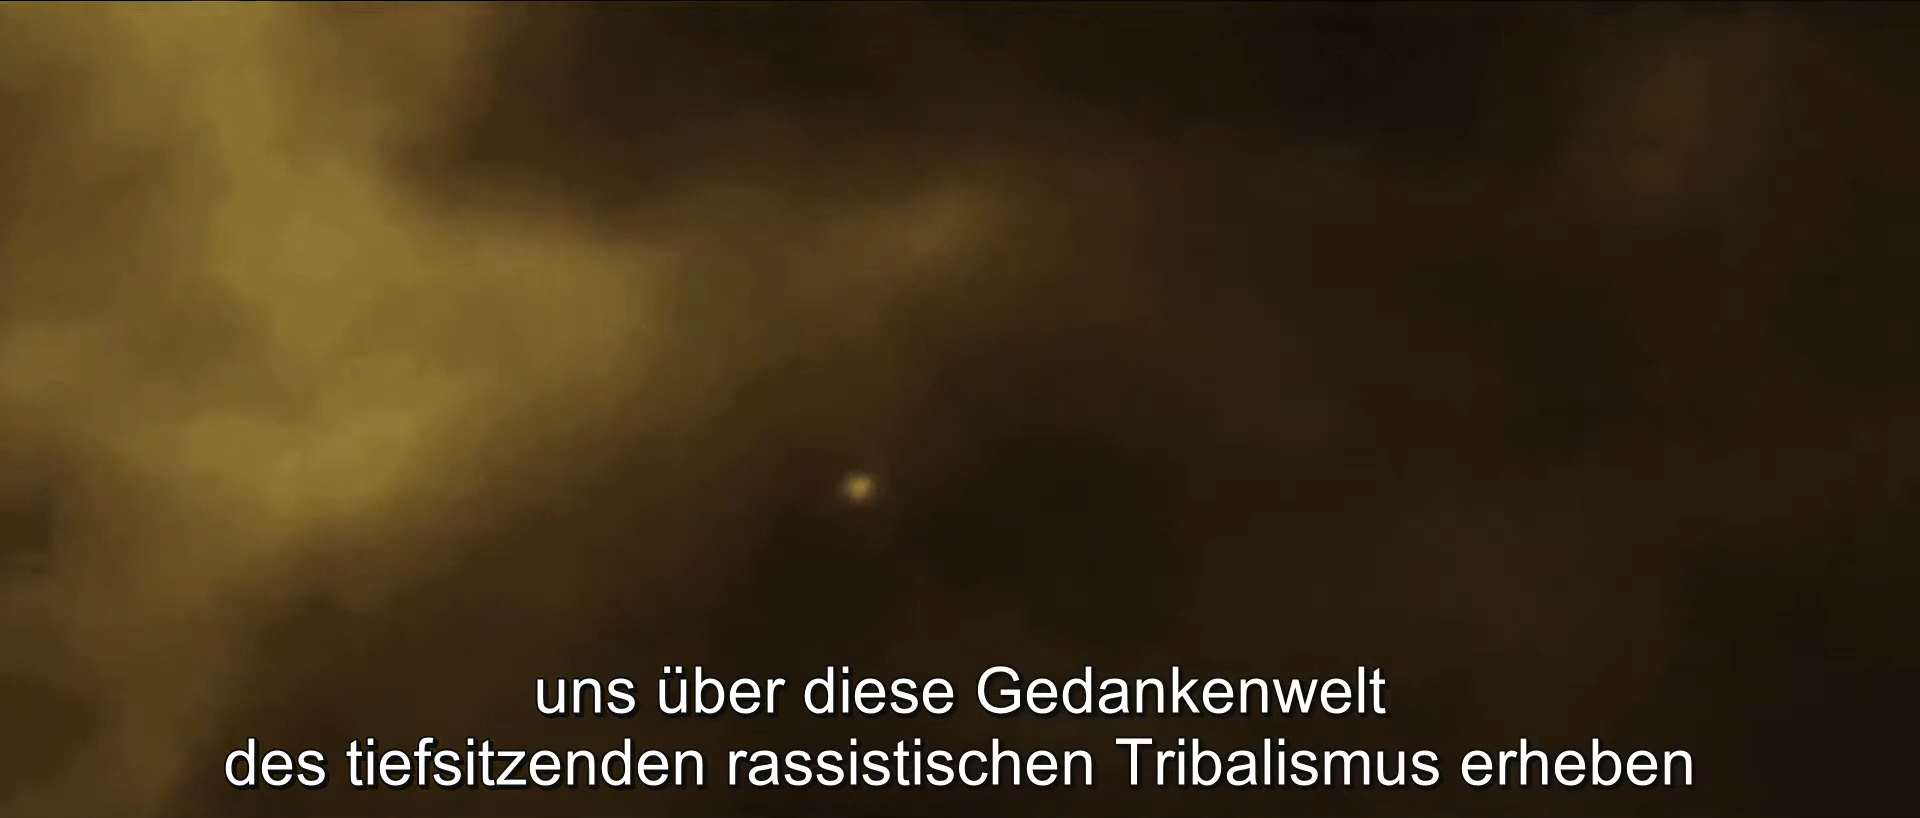 uns über diese Gedankenwelt
des tiefsitzenden rassistischen Tribalismus erheben